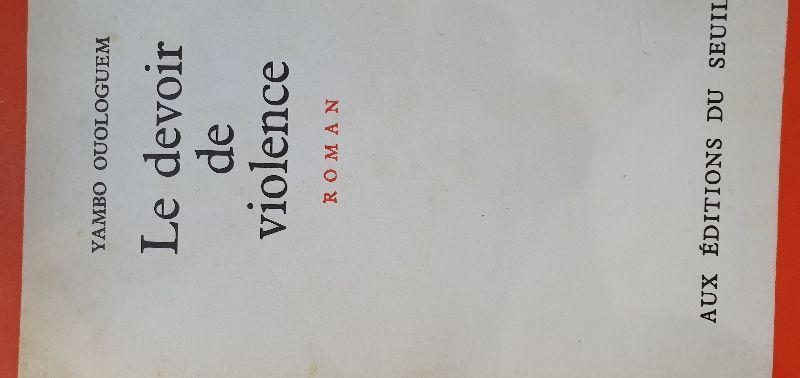 YAMBO OUOLOGUEM
Le devoir
de
violence
ROMAN
AUX ÉDITIONS DU SEUIL